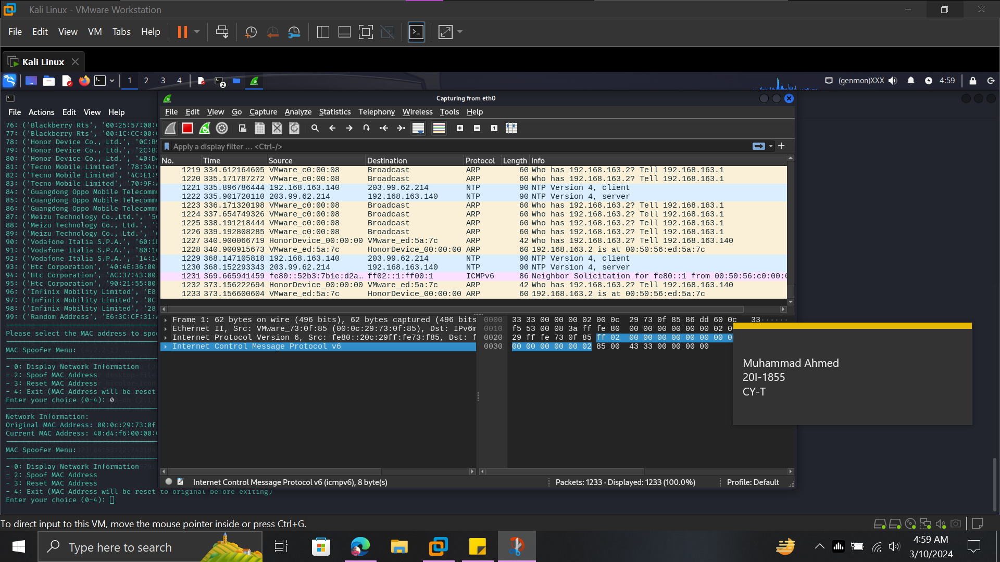 Kali Linux - VMware Workstation
File Edit View VM Tabs Help
Kali Linux
1 2 3 4 2 (genmon)XXX 4:59
File Actions Edit View Help
76: ('Blackberry Rts', '00:25:57:00:
77: ('Blackberry Rts', '00:1C:CC:00:
78: ('Honor Device Co., Ltd.', '0C:B
79: ('Honor Device Co., Ltd.', '2C:B
80: ('Honor Device Co., Ltd.', '40:D4
81: ('Tecno Mobile Limited', '78:3A:
82: ('Tecno Mobile Limited', '4C:E1:
83: ('Tecno Mobile Limited', '70:9F:
84: ('Guangdong Oppo Mobile Telecomm
85: ('Guangdong Oppo Mobile Telecomm
86: ('Guangdong Oppo Mobile Telecomm
87: ('Meizu Technology Co.,Ltd.', '5
88: ('Meizu Technology Co., Ltd.', '
89: ('Meizu Technology Co., Ltd.', '
90: ('Vodafone Italia S.P.A.', '60:1
91: ('Vodafone Italia S.P.A.', '80:1
92: ('Vodafone Italia S.P.A.', '14:1
93: ('Htc Corporation', '40:4E:36:00
94: ('Htc Corporation', 'AC:37:43:00
95: ('Htc Corporation', '90:21:55:00
96: ('Infinix Mobility Limited', 'E8
97: ('Infinix Mobility Limited', '0C
98: ('Infinix Mobility Limited', '28
99: ('Random Address', 'E6:3C:CF:31:
Please select the MAC address to spoo
MAC Spoofer Menu:
- 0: Display Network Information
- 2: Spoof MAC Address
- 3: Reset MAC Address
- 4: Exit (MAC Address will be reset
Enter your choice (0-4): 0
Network Information:
Original MAC Address: 00:0c:29:73:0f
Current MAC Address: 40:d4:f6:00:00:
MAC Spoofer Menu:
- 0: Display Network Information
- 2: Spoof MAC Address
- 3: Reset MAC Address
- 4: Exit (MAC Address will be reset to original before exiting)
Enter your choice (0-4):
Capturing from eth0
File Edit View Go Capture Analyze Statistics Telephony Wireless Tools Help
Apply a display filter … <Ctrl-/>
No. Time Source Destination Protocol Length Info
1219 334.612164605 VMware_c0:00:08 Broadcast ARP 60 Who has 192.168.163.2? Tell 192.168.163.1
1220 335.171787272 VMware_c0:00:08 Broadcast ARP 60 Who has 192.168.163.2? Tell 192.168.163.1
1221 335.896786444 192.168.163.140 203.99.62.214 NTP 90 NTP Version 4, client
1222 335.901720110 203.99.62.214 192.168.163.140 NTP 90 NTP Version 4, server
1223 336.171320198 VMware_c0:00:08 Broadcast ARP 60 Who has 192.168.163.2? Tell 192.168.163.1
1224 337.654749326 VMware_c0:00:08 Broadcast ARP 60 Who has 192.168.163.2? Tell 192.168.163.1
1225 338.191218444 VMware_c0:00:08 Broadcast ARP 60 Who has 192.168.163.2? Tell 192.168.163.1
1226 339.192808285 VMware_c0:00:08 Broadcast ARP 60 Who has 192.168.163.2? Tell 192.168.163.1
1227 340.900066719 HonorDevice_00:00:00 VMware_ed:5a:7c ARP 42 Who has 192.168.163.2? Tell 192.168.163.140
1228 340.900915673 VMware_ed:5a:7c HonorDevice_00:00:00 ARP 60 192.168.163.2 is at 00:50:56:ed:5a:7c
1229 368.147105818 192.168.163.140 203.99.62.214 NTP 90 NTP Version 4, client
1230 368.152293343 203.99.62.214 192.168.163.140 NTP 90 NTP Version 4, server
1231 369.665941459 fe80::52b3:7b1e:d2a… ff02::1:ff00:1 ICMPv6 86 Neighbor Solicitation for fe80::1 from 00:50:56:c0:00:0
1232 373.156222694 HonorDevice_00:00:00 VMware_ed:5a:7c ARP 42 Who has 192.168.163.2? Tell 192.168.163.140
1233 373.156600604 VMware_ed:5a:7c HonorDevice_00:00:00 ARP 60 192.168.163.2 is at 00:50:56:ed:5a:7c
Frame 1: 62 bytes on wire (496 bits), 62 bytes captured (496 bits
Ethernet II, Src: VMware_73:0f:85 (00:0c:29:73:0f:85), Dst: IPv6m
Internet Protocol Version 6, Src: fe80::20c:29ff:fe73:f85, Dst: f
Internet Control Message Protocol v6
0000 33 33 00 00 00 02 00 0c 29 73 0f 85 86 dd 60 0c 33······
0010 f5 53 00 08 3a ff fe 80 00 00 00 00 00 00 02 0
0020 29 ff fe 73 0f 85 ff 02 00 00 00 00 00 00 00 0
0030 00 00 00 00 00 02 85 00 43 33 00 00 00 00
Muhammad Ahmed
20I-1855
CY-T
Internet Control Message Protocol v6 (icmpv6), 8 byte(s)
Packets: 1233 · Displayed: 1233 (100.0%)
Profile: Default
To direct input to this VM, move the mouse pointer inside or press Ctrl+G.
Type here to search
4:59 AM
3/10/2024